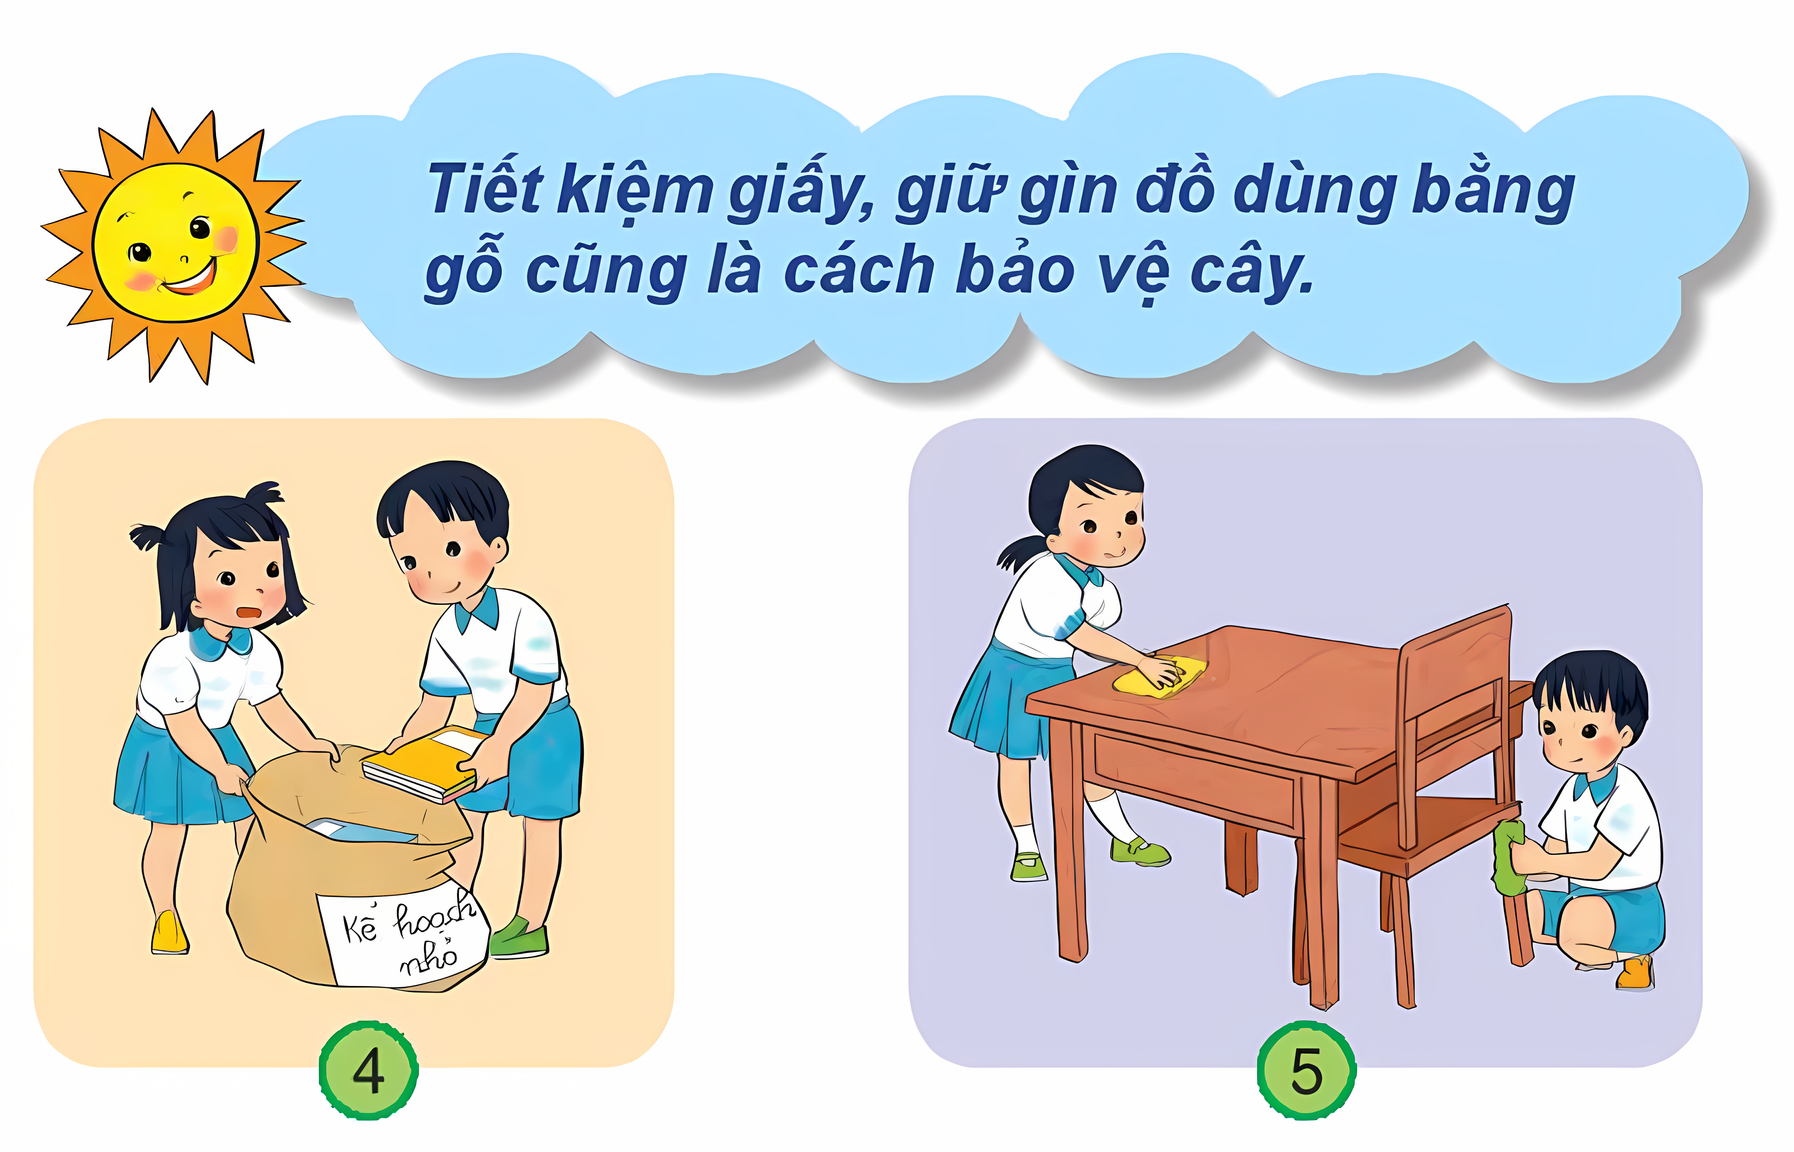 Tiết kiệm giấy, giữ gìn đồ dùng bằng
gỗ cũng là cách bảo vệ cây.
Kế hoạch
nhỏ
4
5